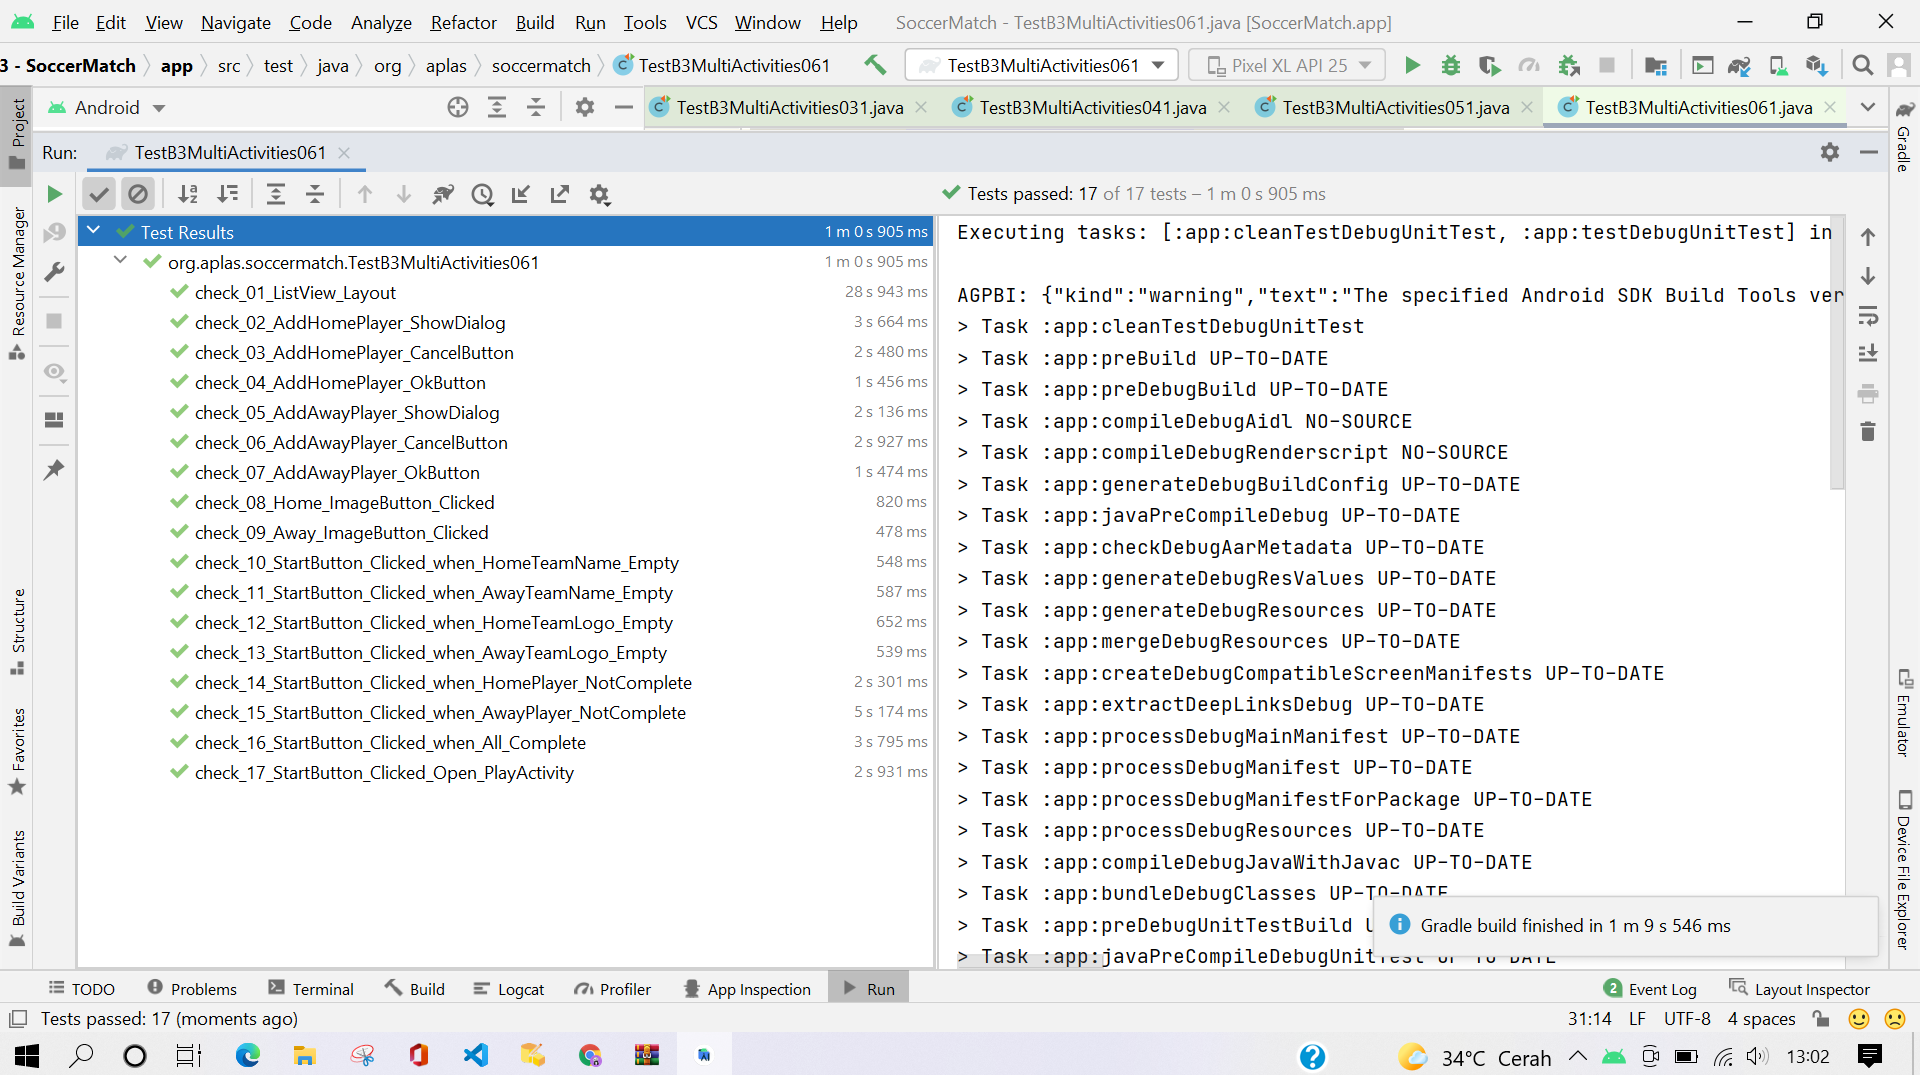 File Edit View Navigate Code Analyze Refactor Build Run Tools VCS Window Help SoccerMatch - TestB3MultiActivities061.java [SoccerMatch.app]
3 - SoccerMatch app src test java org aplas soccermatch TestB3MultiActivities061 TestB3MultiActivities061 Pixel XL API 25
Android TestB3MultiActivities031.java TestB3MultiActivities041.java TestB3MultiActivities051.java TestB3MultiActivities061.java
Run: TestB3MultiActivities061
Tests passed: 17 of 17 tests – 1 m 0 s 905 ms
Test Results 1 m 0 s 905 ms
org.aplas.soccermatch.TestB3MultiActivities061 1 m 0 s 905 ms
check_01_ListView_Layout 28 s 943 ms
check_02_AddHomePlayer_ShowDialog 3 s 664 ms
check_03_AddHomePlayer_CancelButton 2 s 480 ms
check_04_AddHomePlayer_OkButton 1 s 456 ms
check_05_AddAwayPlayer_ShowDialog 2 s 136 ms
check_06_AddAwayPlayer_CancelButton 2 s 927 ms
check_07_AddAwayPlayer_OkButton 1 s 474 ms
check_08_Home_ImageButton_Clicked 820 ms
check_09_Away_ImageButton_Clicked 478 ms
check_10_StartButton_Clicked_when_HomeTeamName_Empty 548 ms
check_11_StartButton_Clicked_when_AwayTeamName_Empty 587 ms
check_12_StartButton_Clicked_when_HomeTeamLogo_Empty 652 ms
check_13_StartButton_Clicked_when_AwayTeamLogo_Empty 539 ms
check_14_StartButton_Clicked_when_HomePlayer_NotComplete 2 s 301 ms
check_15_StartButton_Clicked_when_AwayPlayer_NotComplete 5 s 174 ms
check_16_StartButton_Clicked_when_All_Complete 3 s 795 ms
check_17_StartButton_Clicked_Open_PlayActivity 2 s 931 ms
Executing tasks: [:app:cleanTestDebugUnitTest, :app:testDebugUnitTest] in
AGPBI: {"kind":"warning","text":"The specified Android SDK Build Tools ver
> Task :app:cleanTestDebugUnitTest
> Task :app:preBuild UP-TO-DATE
> Task :app:preDebugBuild UP-TO-DATE
> Task :app:compileDebugAidl NO-SOURCE
> Task :app:compileDebugRenderscript NO-SOURCE
> Task :app:generateDebugBuildConfig UP-TO-DATE
> Task :app:javaPreCompileDebug UP-TO-DATE
> Task :app:checkDebugAarMetadata UP-TO-DATE
> Task :app:generateDebugResValues UP-TO-DATE
> Task :app:generateDebugResources UP-TO-DATE
> Task :app:mergeDebugResources UP-TO-DATE
> Task :app:createDebugCompatibleScreenManifests UP-TO-DATE
> Task :app:extractDeepLinksDebug UP-TO-DATE
> Task :app:processDebugMainManifest UP-TO-DATE
> Task :app:processDebugManifest UP-TO-DATE
> Task :app:processDebugManifestForPackage UP-TO-DATE
> Task :app:processDebugResources UP-TO-DATE
> Task :app:compileDebugJavaWithJavac UP-TO-DATE
> Task :app:bundleDebugClasses UP-TO-DATE
> Task :app:preDebugUnitTestBuild U
> Task :app:javaPreCompileDebugUnitTest UP-TO-DATE
Gradle build finished in 1 m 9 s 546 ms
Project
Resource Manager
Structure
Favorites
Build Variants
Gradle
Emulator
Device File Explorer
TODO Problems Terminal Build Logcat Profiler App Inspection Run 2 Event Log Layout Inspector
Tests passed: 17 (moments ago) 31:14 LF UTF-8 4 spaces
34°C Cerah 13:02